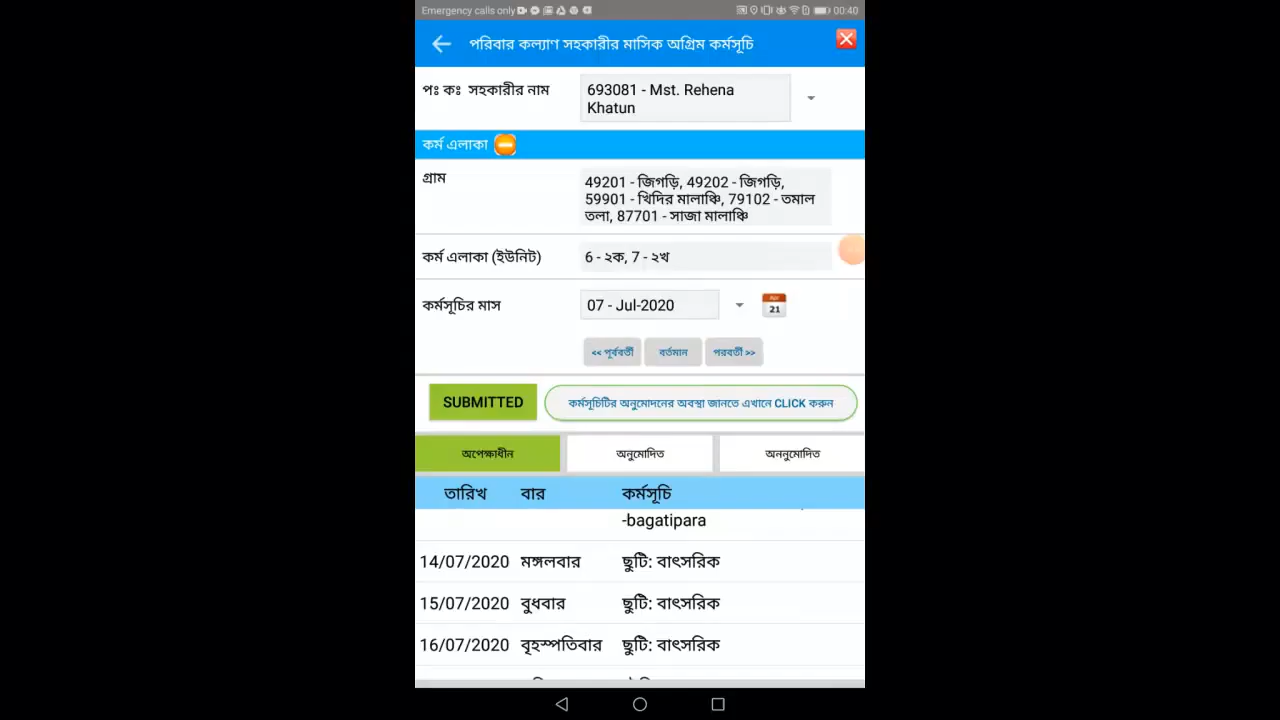 Emergency calls only 00:40
পরিবার কল্যাণ সহকারীর মাসিক অগ্রিম কর্মসূচি
পঃ কঃ সহকারীর নাম
693081 - Mst. Rehena
Khatun
কর্ম এলাকা
গ্রাম
49201 - জিগড়ি, 49202 - জিগড়ি,
59901 - খিদির মালাঞ্চি, 79102 - তমাল
তলা, 87701 - সাজা মালাঞ্চি
কর্ম এলাকা (ইউনিট)
6 - ২ক, 7 - ২খ
কর্মসূচির মাস
07 - Jul-2020
21
<< পূর্ববর্তী বর্তমান পরবর্তী >>
SUBMITTED
কর্মসূচিটির অনুমোদনের অবস্থা জানতে এখানে CLICK করুন
অপেক্ষাধীন অনুমোদিত অননুমোদিত
তারিখ বার কর্মসূচি
-bagatipara
14/07/2020 মঙ্গলবার ছুটি: বাৎসরিক
15/07/2020 বুধবার ছুটি: বাৎসরিক
16/07/2020 বৃহস্পতিবার ছুটি: বাৎসরিক